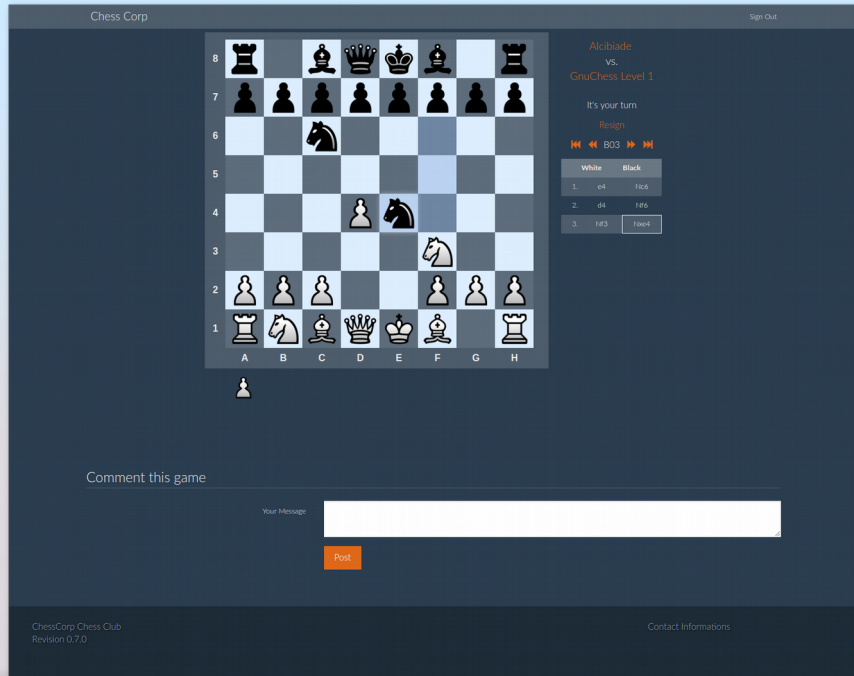 Chess Corp
Sign Out
8
7
6
5
4
3
2
1
A B C D E F G H
Alcibiade
vs.
GnuChess Level 1
It's your turn
Resign
B03
White Black
1. e4 Nc6
2. d4 Nf6
3. Nf3 Nxe4
Comment this game
Your Message
Post
ChessCorp Chess Club
Revision 0.7.0
Contact Informations